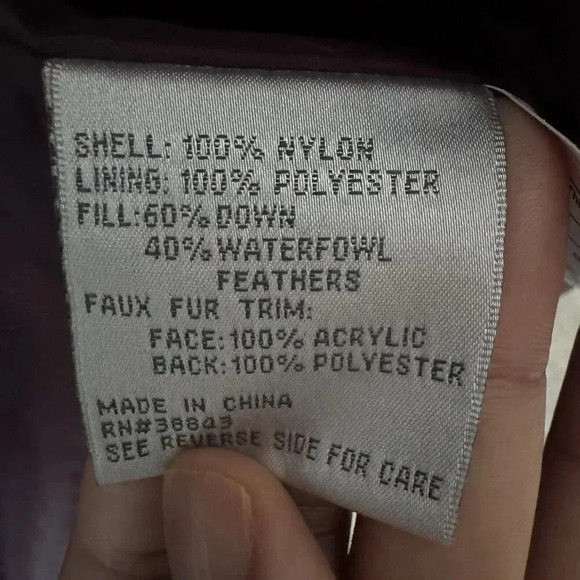 SHELL: 100% NYLON
LINING: 100% POLYESTER
FILL:60% DOWN
40% WATERFOWL
FEATHERS
FAUX FUR TRIM:
FACE:100% ACRYLIC
BACK:100% POLYESTER
MADE IN CHINA
RN#38843
SEE REVERSE SIDE FOR CARE